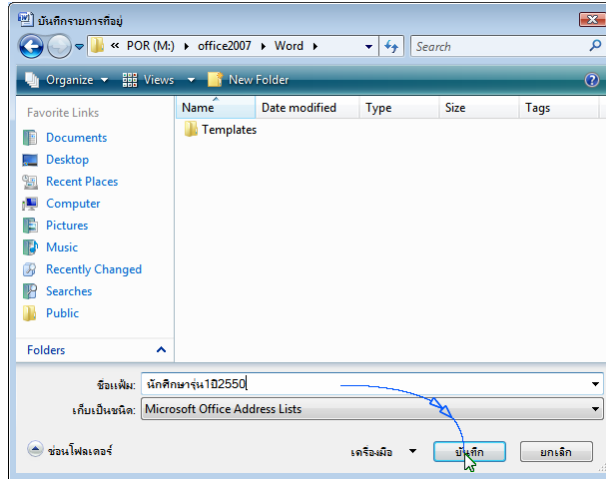 บันทึกรายการที่อยู่
« POR (M:) office2007 Word
Search
Organize Views New Folder
Favorite Links
Name Date modified Type Size Tags
Templates
Documents
Desktop
Recent Places
Computer
Pictures
Music
Recently Changed
Searches
Public
Folders
ชื่อแฟ้ม: นักศึกษารุ่น1ปี2550
เก็บเป็นชนิด: Microsoft Office Address Lists
ซ่อนโฟลเดอร์ เครื่องมือ บันทึก ยกเลิก